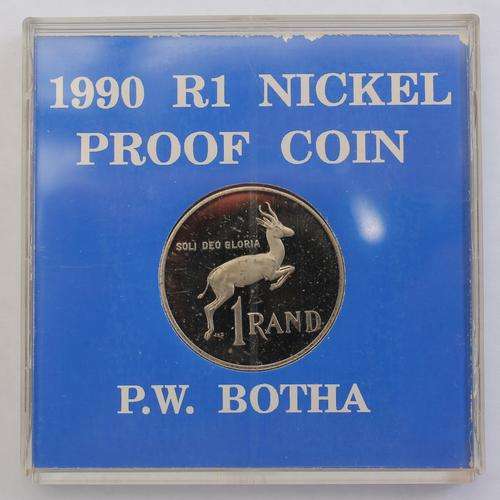 1990 R1 NICKEL
PROOF COIN
SOLI DEO GLORIA
1 RAND
P.W. BOTHA